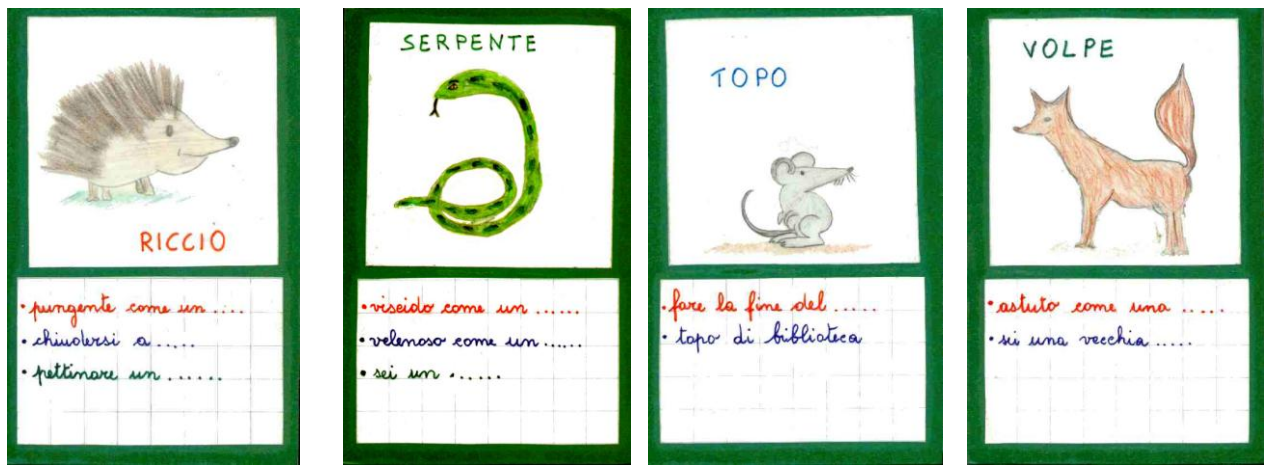 RICCIO
• pungente come un ....
• chiudersi a .....
• pettinare un ......
SERPENTE
• viscido come un ......
• velenoso come un ......
• sei un ......
TOPO
• fare la fine del .....
• topo di biblioteca
VOLPE
• astuto come una .....
• sei una vecchia .....